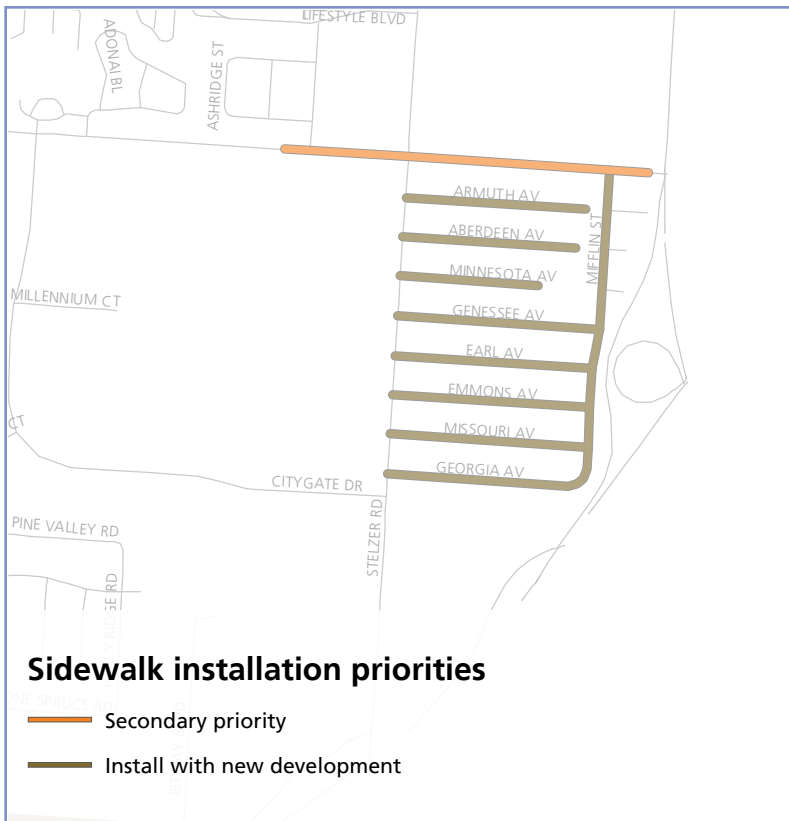 LIFESTYLE BLVD
ADONAI BL
ASHRIDGE ST
ARMUTH AV
ABERDEEN AV
MIFFLIN ST
MINNESOTA AV
MILLENNIUM CT
GENESSEE AV
EARL AV
EMMONS AV
CT
MISSOURI AV
GEORGIA AV
CITYGATE DR
PINE VALLEY RD
STELZER RD
Sidewalk installation priorities
Secondary priority
Install with new development